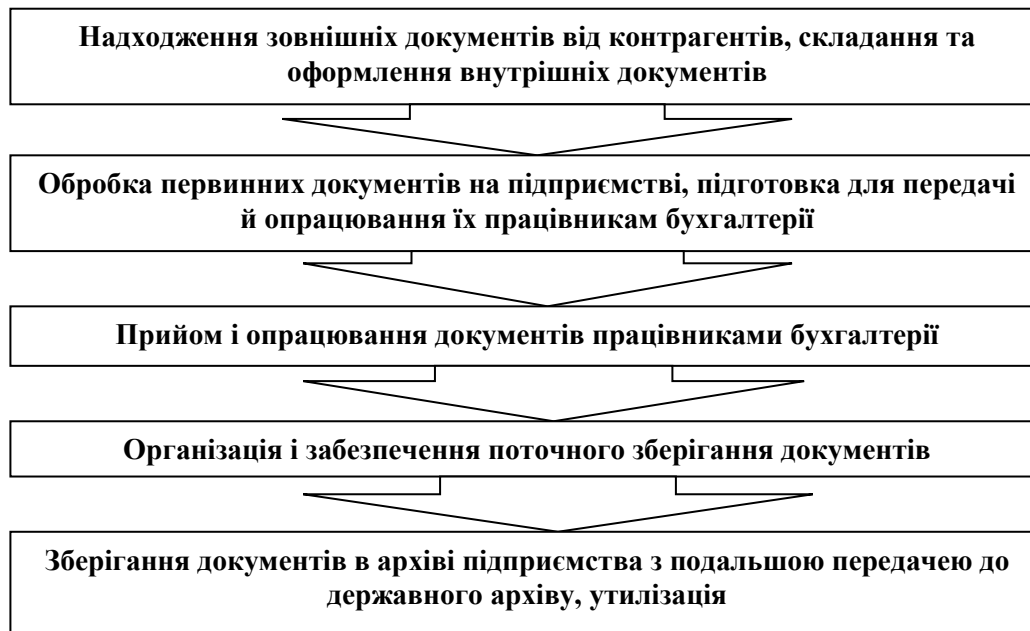 Надходження зовнішніх документів від контрагентів, складання та
оформлення внутрішніх документів
Обробка первинних документів на підприємстві, підготовка для передачі
й опрацювання їх працівникам бухгалтерії
Прийом і опрацювання документів працівниками бухгалтерії
Організація і забезпечення поточного зберігання документів
Зберігання документів в архіві підприємства з подальшою передачею до
державного архіву, утилізація